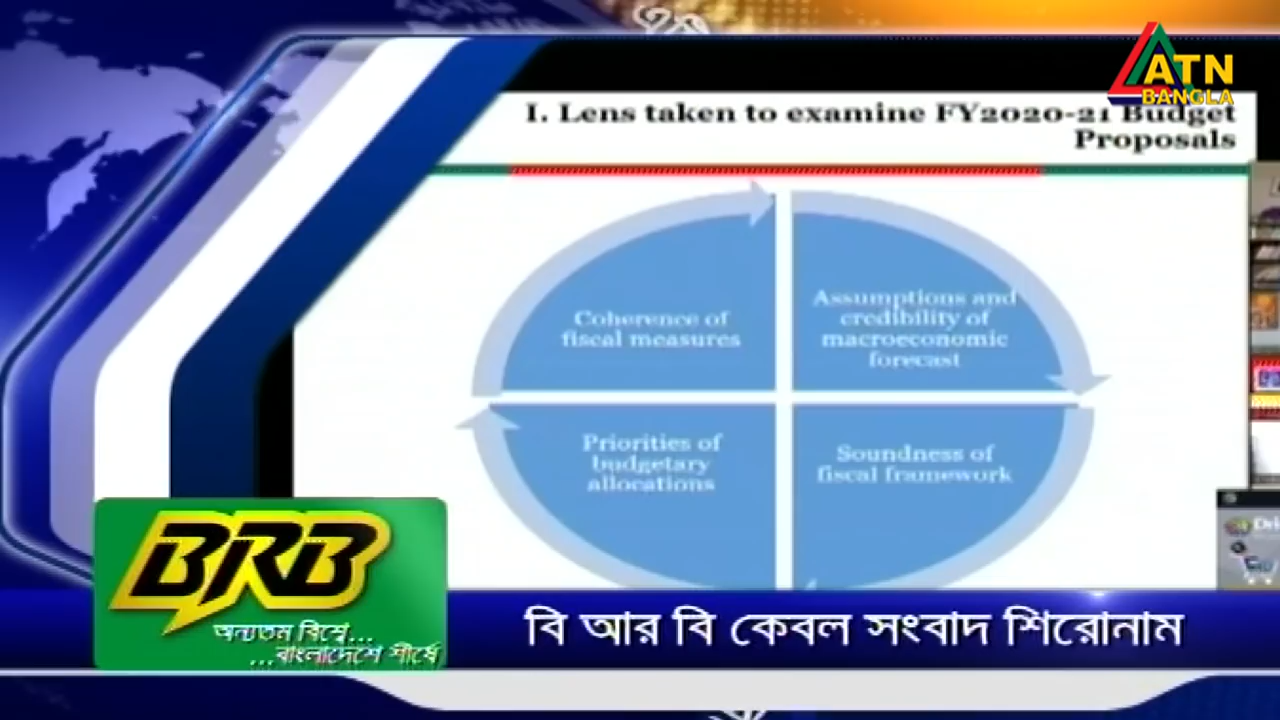 ATN
BANGLA
I. Lens taken to examine FY2020-21 Budget
Proposals
Coherence of
fiscal measures
Assumptions and
credibility of
macroeconomic
forecast
Priorities of
budgetary
allocations
Soundness of
fiscal framework
BRB
অন্যতম বিশ্বে...
...বাংলাদেশে শীর্ষে
বি আর বি কেবল সংবাদ শিরোনাম